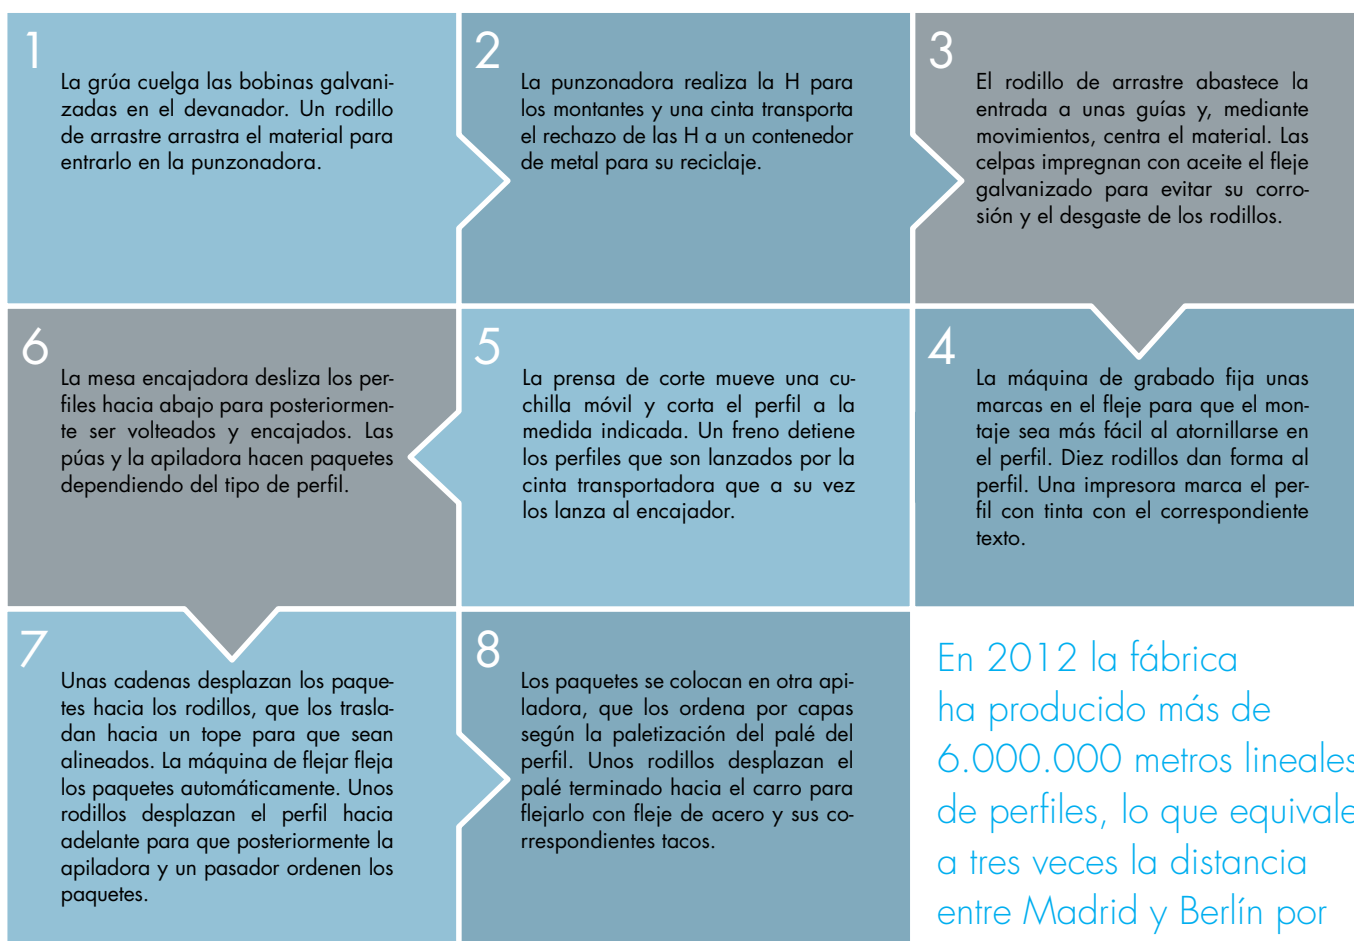 1
La grúa cuelga las bobinas galvani-
zadas en el devanador. Un rodillo
de arrastre arrastra el material para
entrarlo en la punzonadora.
2
La punzonadora realiza la H para
los montantes y una cinta transporta
el rechazo de las H a un contenedor
de metal para su reciclaje.
3
El rodillo de arrastre abastece la
entrada a unas guías y, mediante
movimientos, centra el material. Las
celpas impregnan con aceite el fleje
galvanizado para evitar su corro-
sión y el desgaste de los rodillos.
4
La máquina de grabado fija unas
marcas en el fleje para que el mon-
taje sea más fácil al atornillarse en
el perfil. Diez rodillos dan forma al
perfil. Una impresora marca el per-
fil con tinta con el correspondiente
texto.
5
La prensa de corte mueve una cu-
chilla móvil y corta el perfil a la
medida indicada. Un freno detiene
los perfiles que son lanzados por la
cinta transportadora que a su vez
los lanza al encajador.
6
La mesa encajadora desliza los per-
files hacia abajo para posteriormen-
te ser volteados y encajados. Las
púas y la apiladora hacen paquetes
dependiendo del tipo de perfil.
7
Unas cadenas desplazan los paque-
tes hacia los rodillos, que los trasla-
dan hacia un tope para que sean
alineados. La máquina de flejar fleja
los paquetes automáticamente. Unos
rodillos desplazan el perfil hacia
adelante para que posteriormente la
apiladora y un pasador ordenen los
paquetes.
8
Los paquetes se colocan en otra api-
ladora, que los ordena por capas
según la paletización del palé del
perfil. Unos rodillos desplazan el
palé terminado hacia el carro para
flejarlo con fleje de acero y sus co-
rrespondientes tacos.
En 2012 la fábrica
ha producido más de
6.000.000 metros lineales
de perfiles, lo que equivale
a tres veces la distancia
entre Madrid y Berlín por